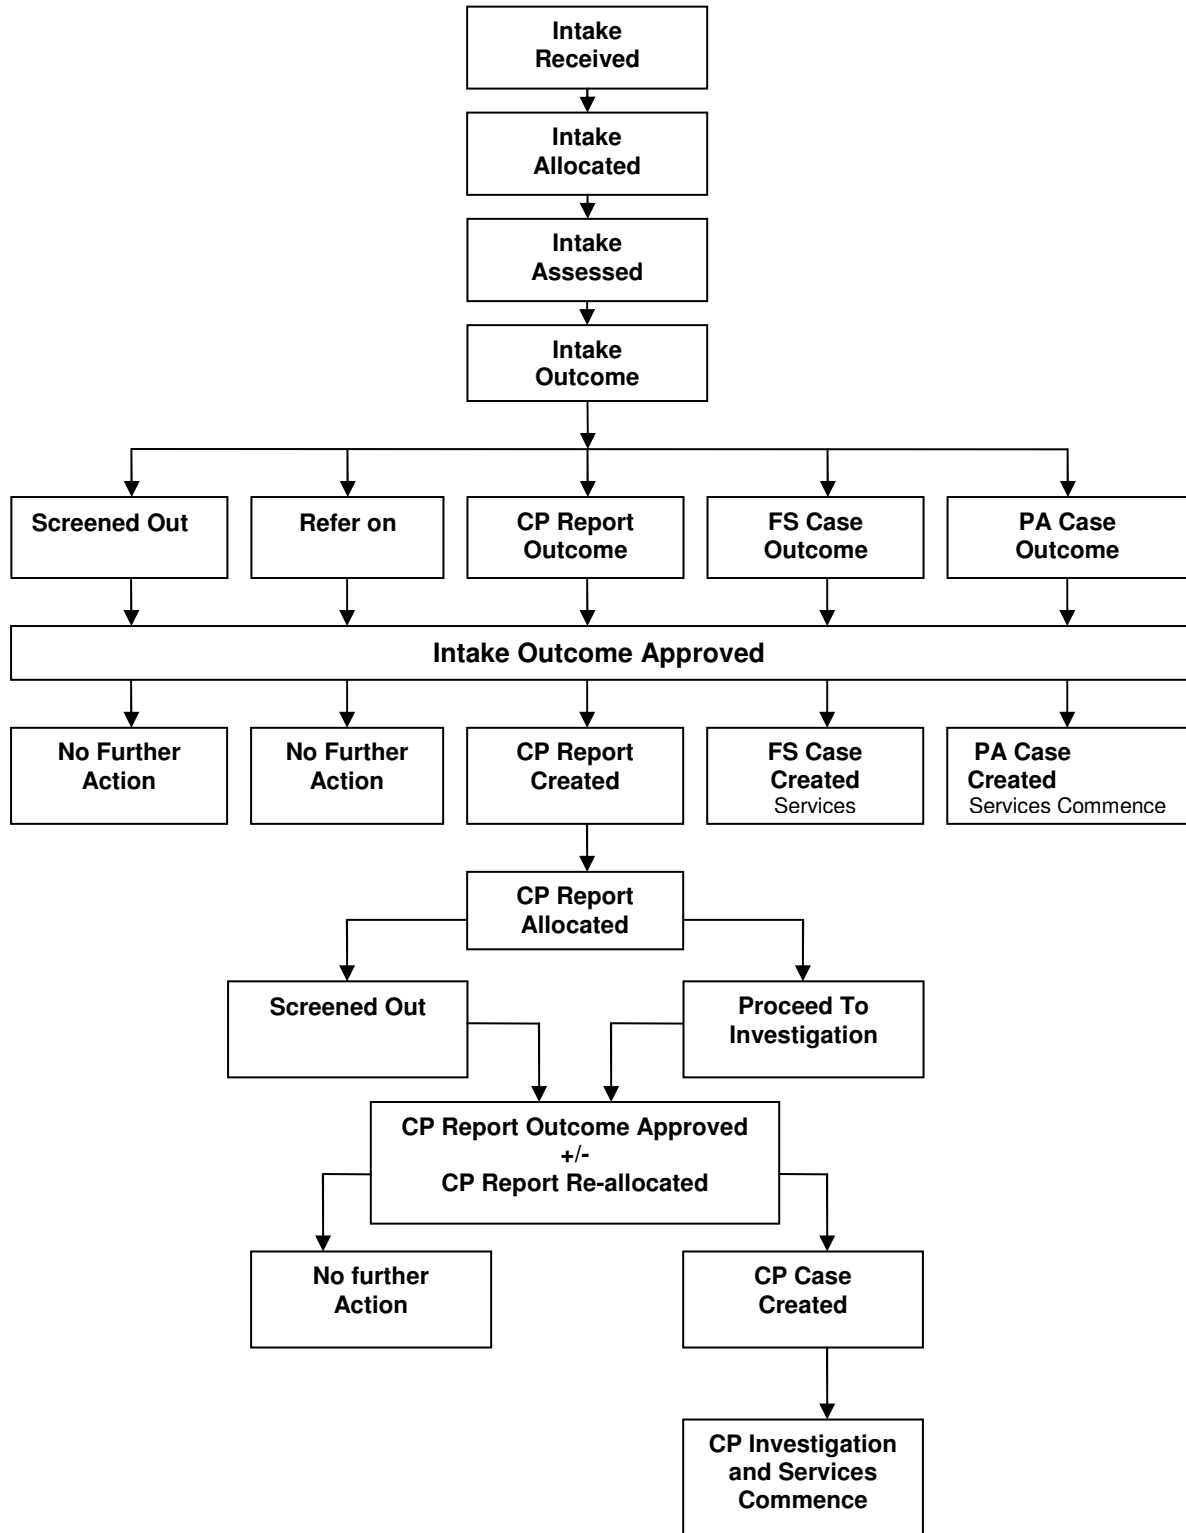 Intake
Received
Intake
Allocated
Intake
Assessed
Intake
Outcome
Screened Out
Refer on
CP Report
Outcome
FS Case
Outcome
PA Case
Outcome
Intake Outcome Approved
No Further
Action
No Further
Action
CP Report
Created
FS Case
Created
Services
PA Case
Created
Services Commence
CP Report
Allocated
Screened Out
Proceed To
Investigation
CP Report Outcome Approved
+/-
CP Report Re-allocated
No further
Action
CP Case
Created
CP Investigation
and Services
Commence